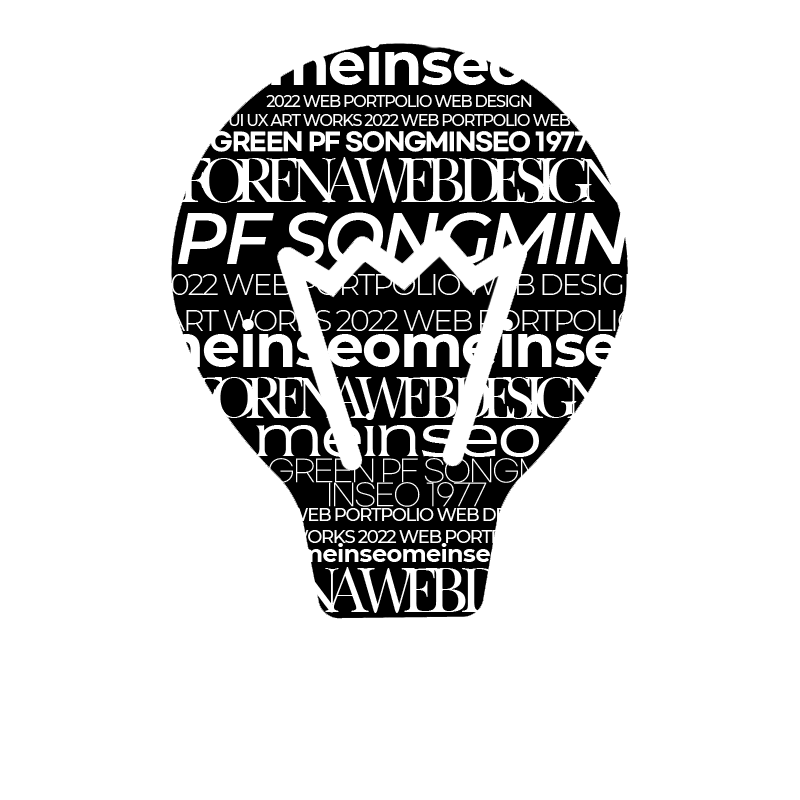 meinseo
2022 WEB PORTPOLIO WEB DESIGN
UI UX ART WORKS 2022 WEB PORTPOLIO WEB
GREEN PF SONGMINSEO 1977
FORENAWEBDESIGN
PF SONGMIN
022 WEB PORTPOLIO WEB DESIG
ART WORKS 2022 WEB PORTPOLIO
meinseomeinse
FORENAWEBDESIGN
meinseo
GREEN PF SONGM
INSEO 1977
WEB PORTPOLIO WEB DE
WORKS 2022 WEB PORTP
meinseomeinseo
NAWEBD